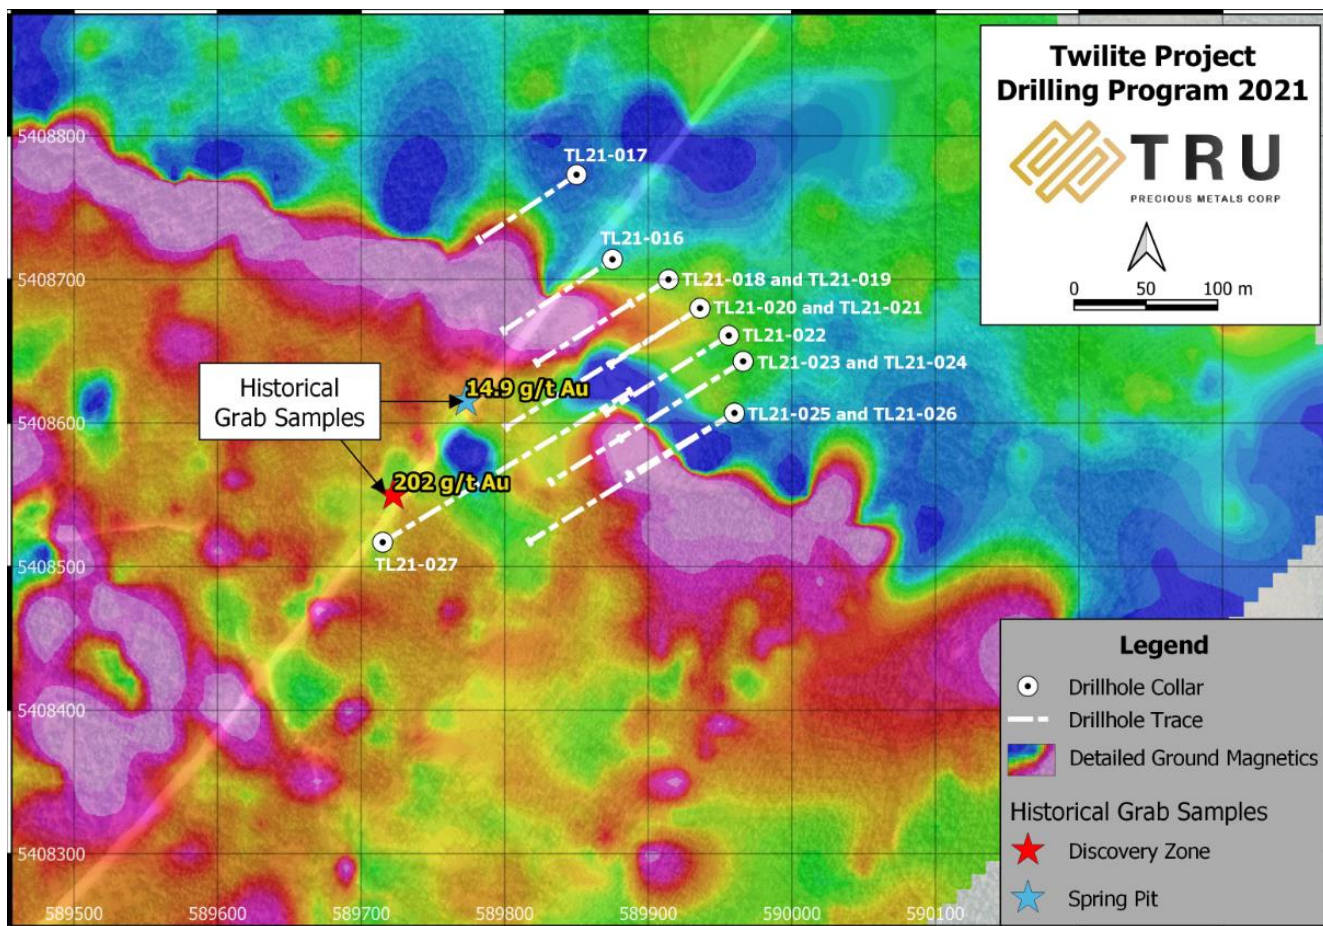 Twilite Project
Drilling Program 2021
TRU
PRECIOUS METALS CORP
0 50 100 m
5408800
5408700
5408600
5408500
5408400
5408300
589500 589600 589700 589800 589900 590000 590100
TL21-017
TL21-016
TL21-018 and TL21-019
TL21-020 and TL21-021
TL21-022
TL21-023 and TL21-024
TL21-025 and TL21-026
TL21-027
Historical
Grab Samples
14.9 g/t Au
202 g/t Au
Legend
Drillhole Collar
Drillhole Trace
Detailed Ground Magnetics
Historical Grab Samples
Discovery Zone
Spring Pit